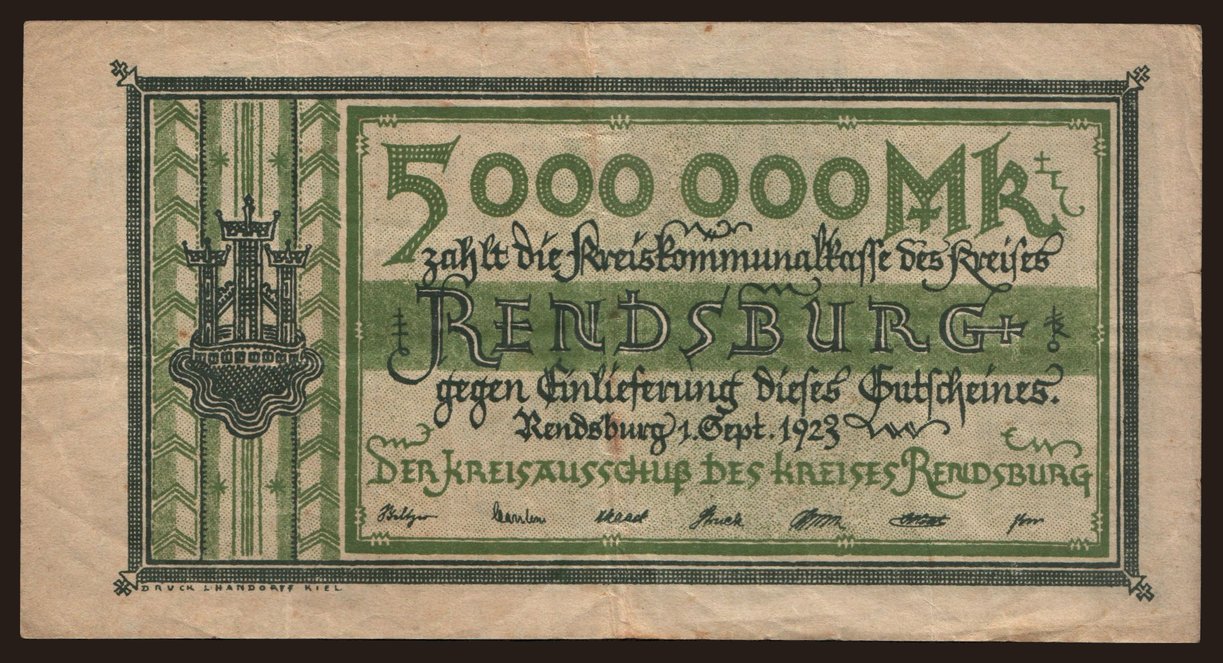 5 000 000 Mk
zahlt die Kreiskommunalkasse des Kreises
RENDSBURG
gegen Einlieferung dieses Gutscheines.
Rendsburg 1. Sept. 1923
DER KREISAUSSCHUß DES KREISES RENDSBURG
DRUCK L. HANDORFF KIEL